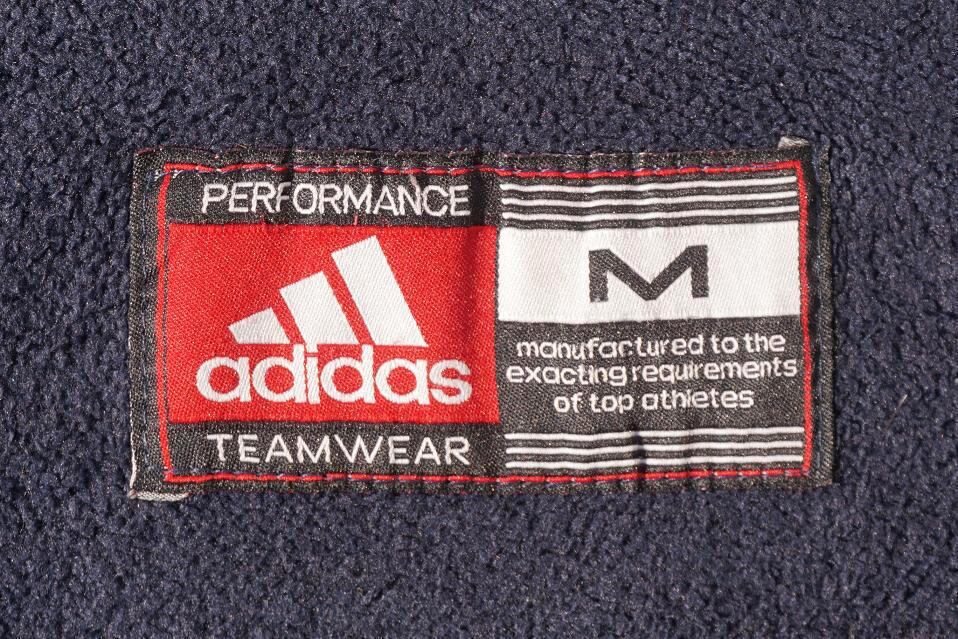 PERFORMANCE
adidas
TEAMWEAR
M
manufactured to the
exacting requirements
of top athletes